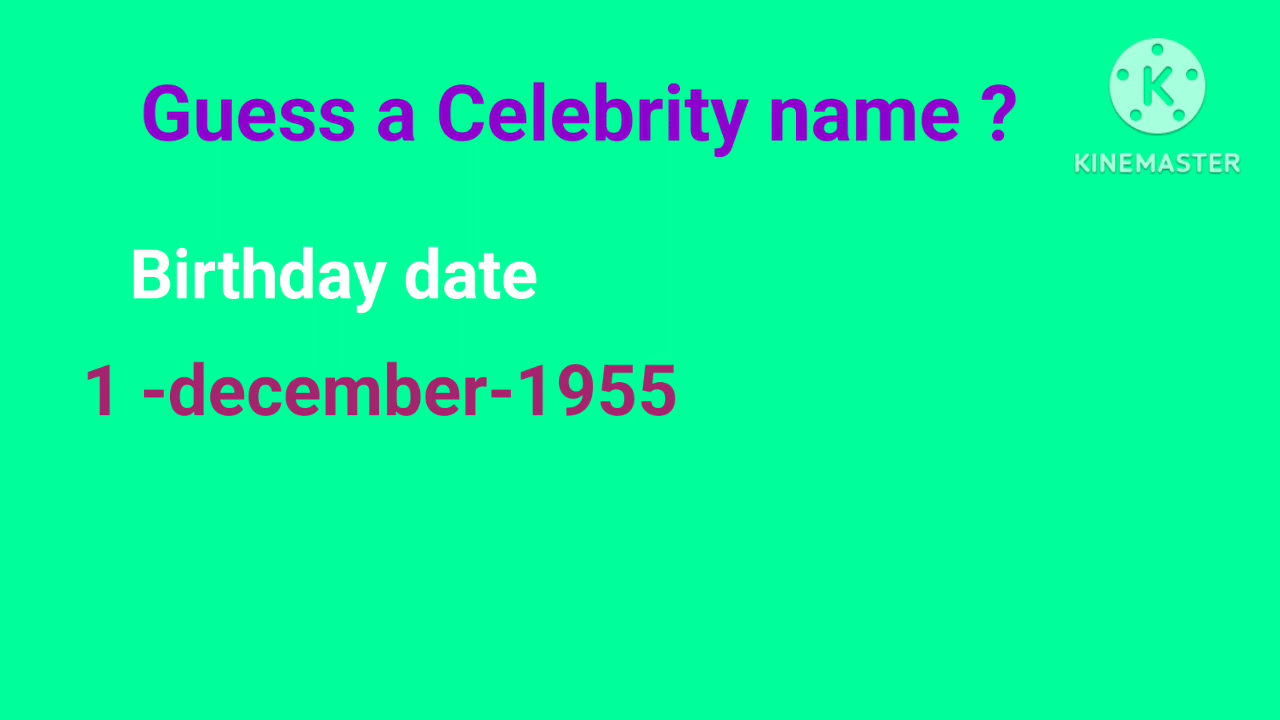 Guess a Celebrity name ?
K
KINEMASTER
Birthday date
1 -december-1955